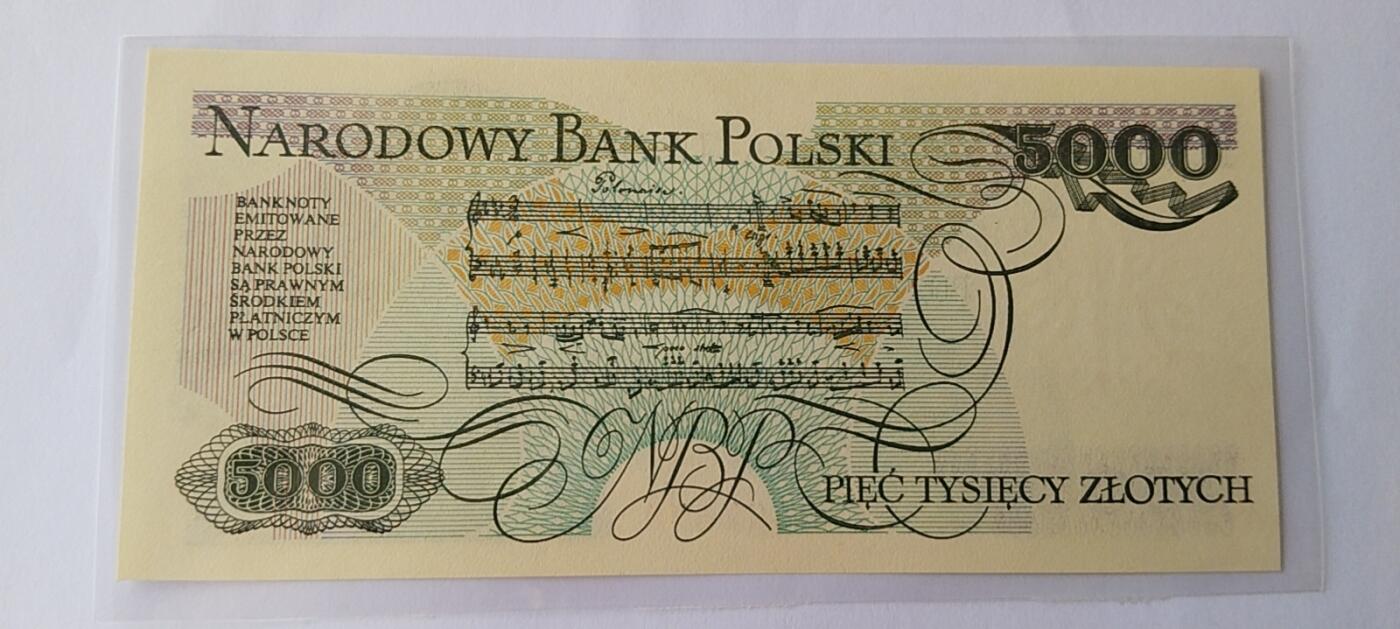 NARODOWY BANK POLSKI
5000
BANKNOTY
EMITOWANE
PRZEZ
NARODOWY
BANK POLSKI
SĄ PRAWNYM
ŚRODKIEM
PŁATNICZYM
W POLSCE
Polonaise.
NBP
5000
PIĘĆ TYSIĘCY ZŁOTYCH